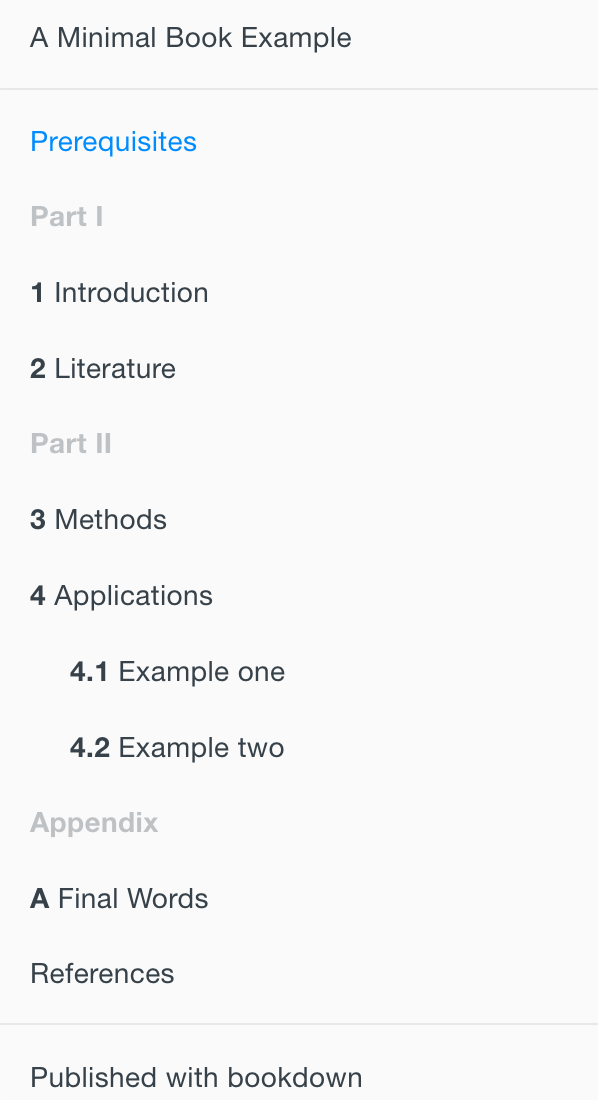 A Minimal Book Example
Prerequisites
Part I
1 Introduction
2 Literature
Part II
3 Methods
4 Applications
4.1 Example one
4.2 Example two
Appendix
A Final Words
References
Published with bookdown